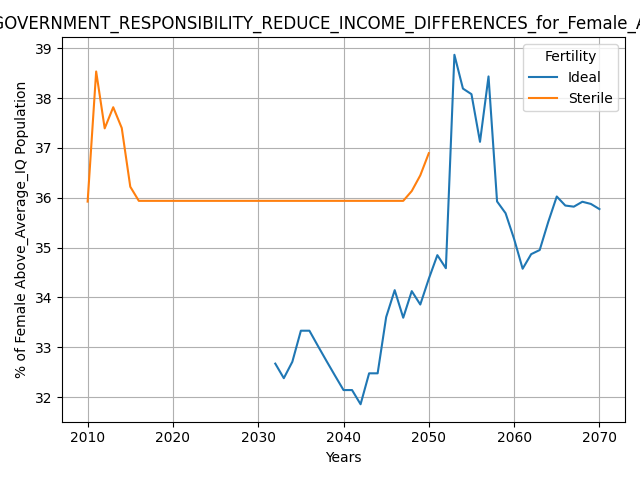 GOVERNMENT_RESPONSIBILITY_REDUCE_INCOME_DIFFERENCES_for_Female_A
39
38
37
36
35
34
33
32
% of Female Above_Average_IQ Population
Fertility
Ideal
Sterile
2010 2020 2030 2040 2050 2060 2070
Years